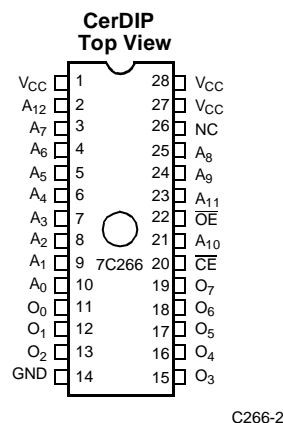 CerDIP
Top View
VCC 1 28 VCC
A12 2 27 VCC
A7 3 26 NC
A6 4 25 A8
A5 5 24 A9
A4 6 23 A11
A3 7 22 O̅E̅
A2 8 21 A10
A1 9 7C266 20 C̅E̅
A0 10 19 O7
O0 11 18 O6
O1 12 17 O5
O2 13 16 O4
GND 14 15 O3
C266-2